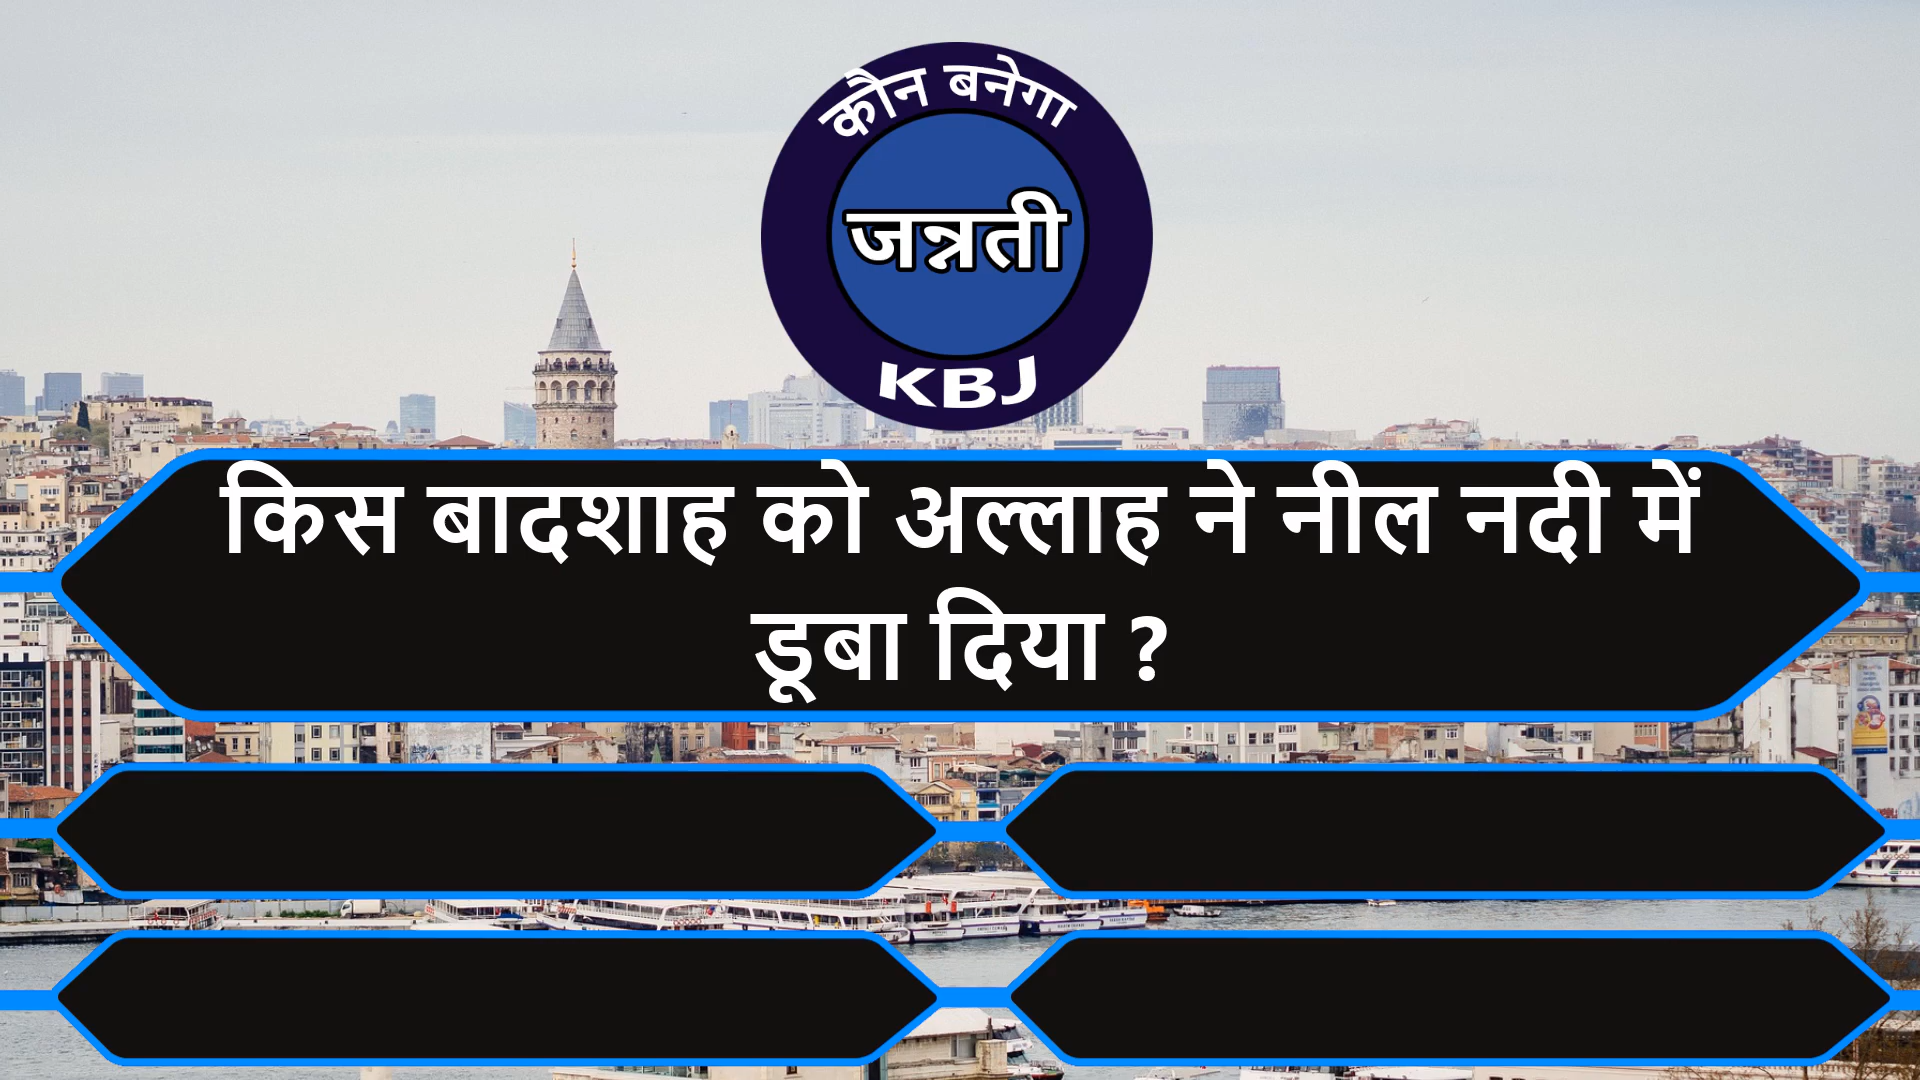 कौन बनेगा
जन्नती
KBJ
किस बादशाह को अल्लाह ने नील नदी में
डूबा दिया ?